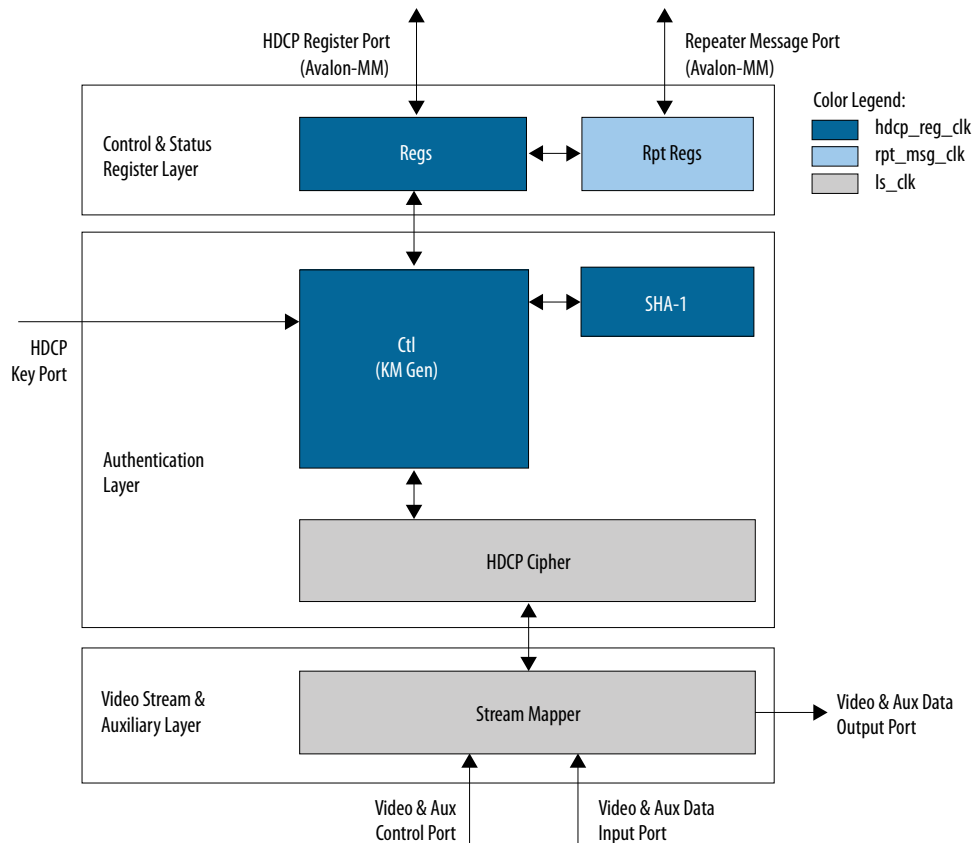 HDCP Register Port
(Avalon-MM)
Repeater Message Port
(Avalon-MM)
Color Legend:
hdcp_reg_clk
rpt_msg_clk
ls_clk
Control & Status
Register Layer
Regs
Rpt Regs
HDCP
Key Port
Ctl
(KM Gen)
SHA-1
Authentication
Layer
HDCP Cipher
Video Stream &
Auxiliary Layer
Stream Mapper
Video & Aux Data
Output Port
Video & Aux
Control Port
Video & Aux Data
Input Port